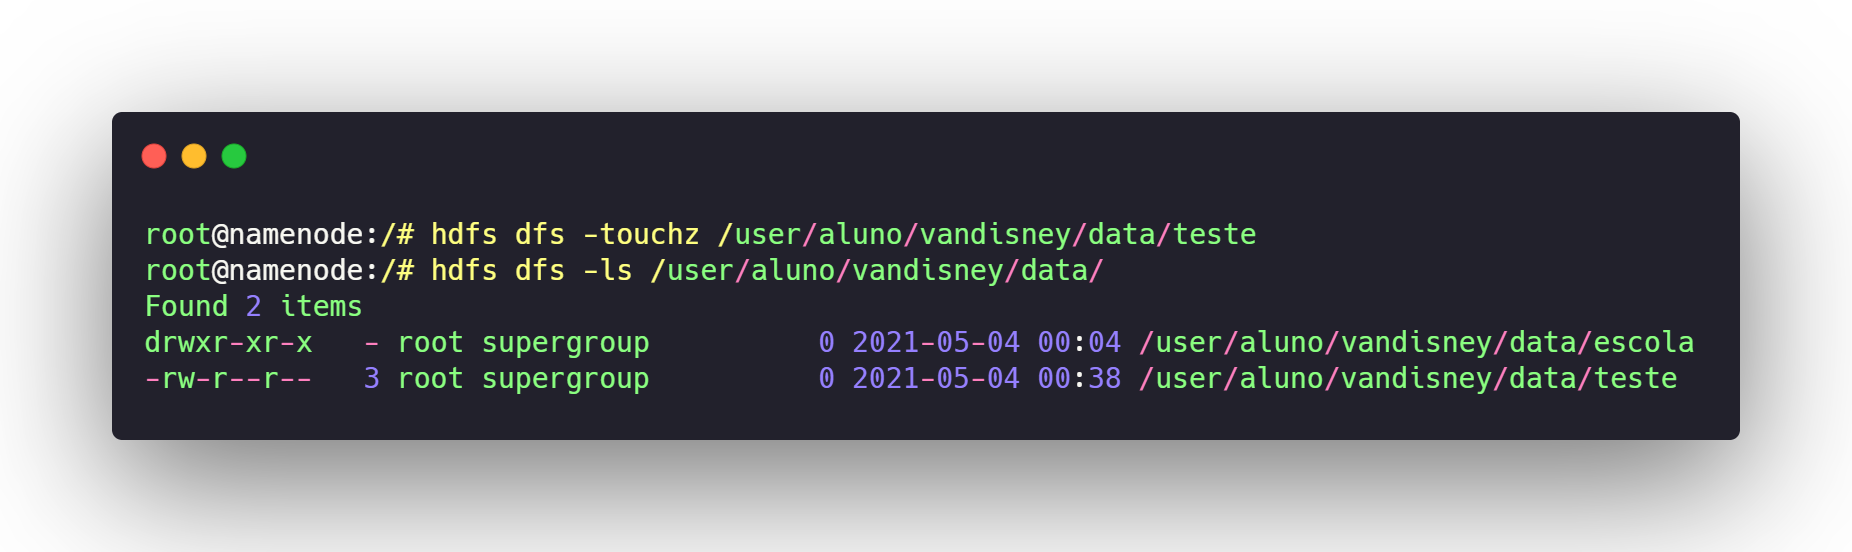 root@namenode:/# hdfs dfs -touchz /user/aluno/vandisney/data/teste
root@namenode:/# hdfs dfs -ls /user/aluno/vandisney/data/
Found 2 items
drwxr-xr-x   - root supergroup          0 2021-05-04 00:04 /user/aluno/vandisney/data/escola
-rw-r--r--   3 root supergroup          0 2021-05-04 00:38 /user/aluno/vandisney/data/teste